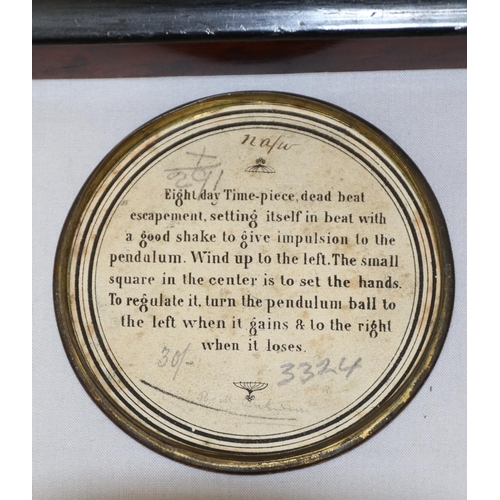 Eight day Time-piece, dead beat
escapement, setting itself in beat with
a good shake to give impulsion to the
pendulum. Wind up to the left. The small
square in the center is to set the hands.
To regulate it, turn the pendulum ball to
the left when it gains & to the right
when it loses.
30/-
3324